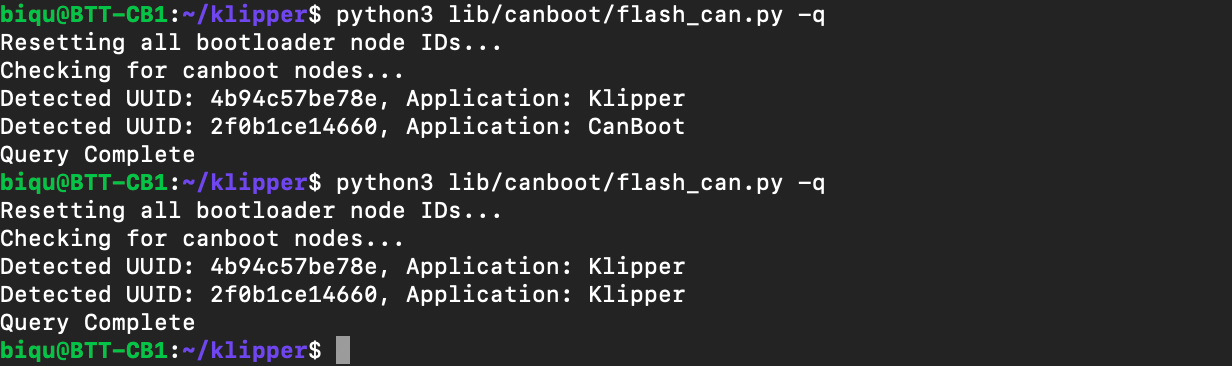 biqu@BTT-CB1:~/klipper$ python3 lib/canboot/flash_can.py -q
Resetting all bootloader node IDs...
Checking for canboot nodes...
Detected UUID: 4b94c57be78e, Application: Klipper
Detected UUID: 2f0b1ce14660, Application: CanBoot
Query Complete
biqu@BTT-CB1:~/klipper$ python3 lib/canboot/flash_can.py -q
Resetting all bootloader node IDs...
Checking for canboot nodes...
Detected UUID: 4b94c57be78e, Application: Klipper
Detected UUID: 2f0b1ce14660, Application: Klipper
Query Complete
biqu@BTT-CB1:~/klipper$